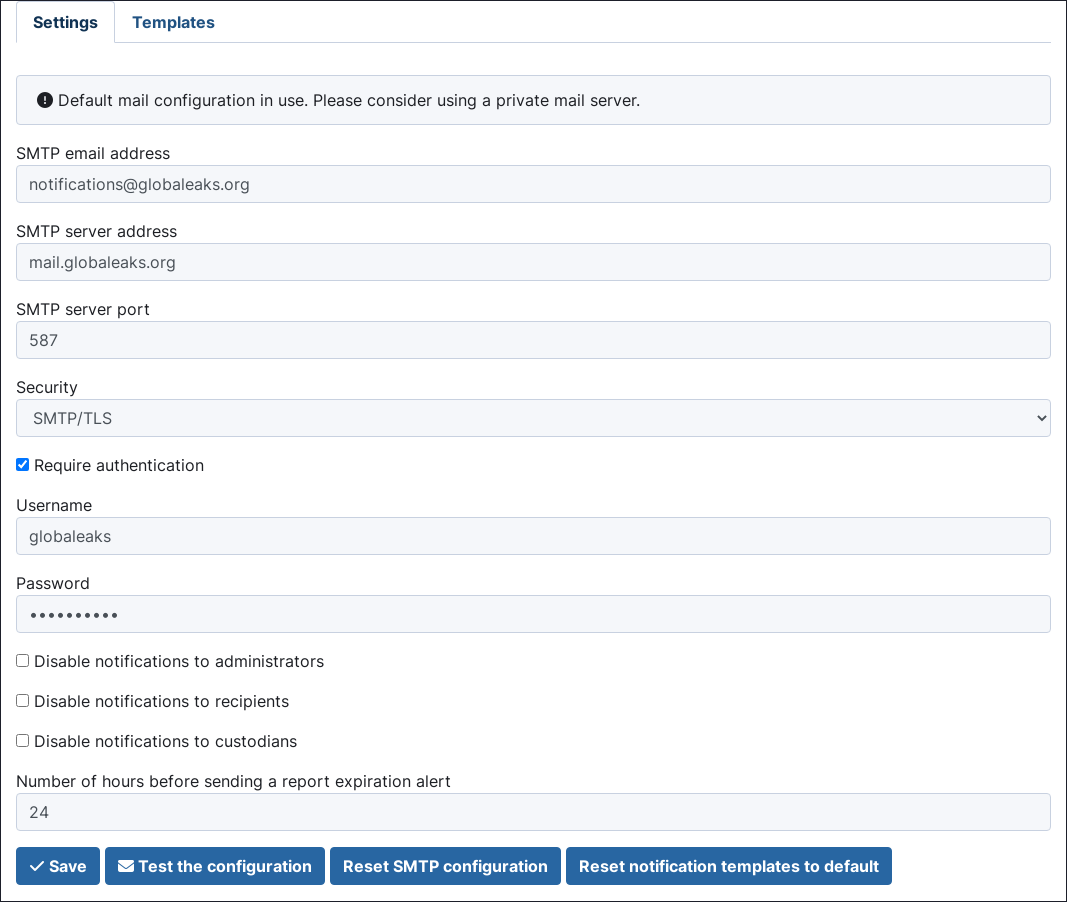 Settings Templates
Default mail configuration in use. Please consider using a private mail server.
SMTP email address
notifications@globaleaks.org
SMTP server address
mail.globaleaks.org
SMTP server port
587
Security
SMTP/TLS
Require authentication
Username
globaleaks
Password
••••••••••
Disable notifications to administrators
Disable notifications to recipients
Disable notifications to custodians
Number of hours before sending a report expiration alert
24
Save Test the configuration Reset SMTP configuration Reset notification templates to default